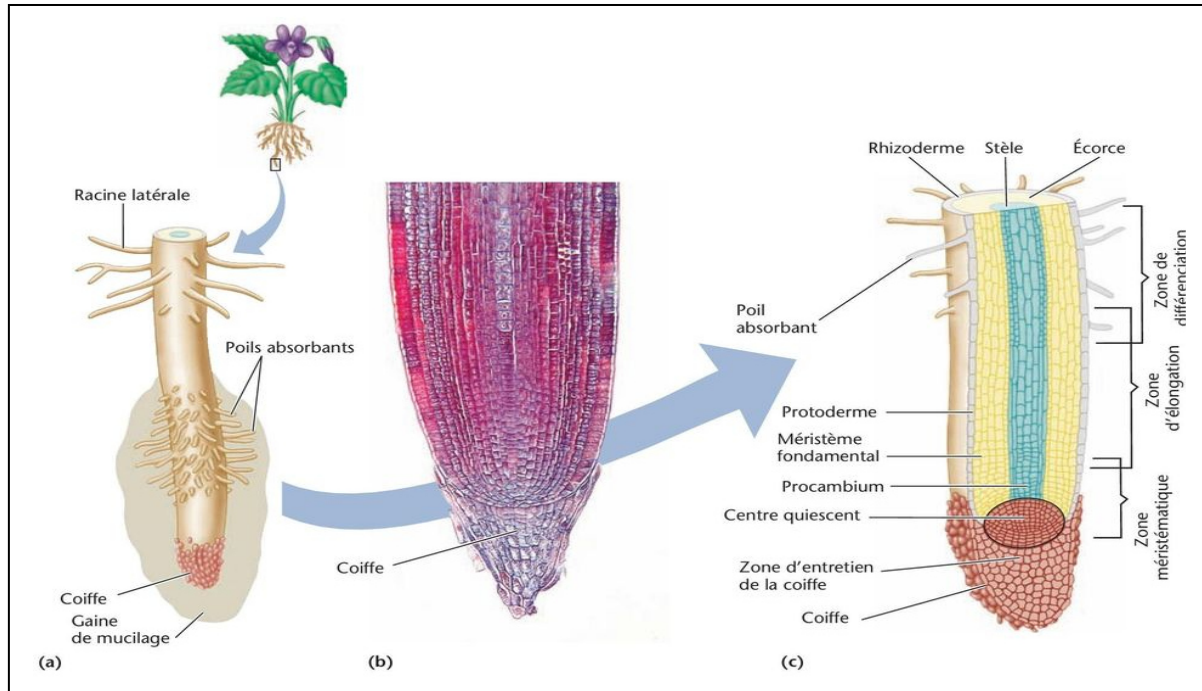 Racine latérale
Poils absorbants
Coiffe
Gaine
de mucilage
(a)
Coiffe
(b)
Rhizoderme
Stèle
Écorce
Poil
absorbant
Protoderme
Méristème
fondamental
Procambium
Centre quiescent
Zone d'entretien
de la coiffe
Coiffe
Zone de
différenciation
Zone
d'élongation
Zone
méristématique
(c)